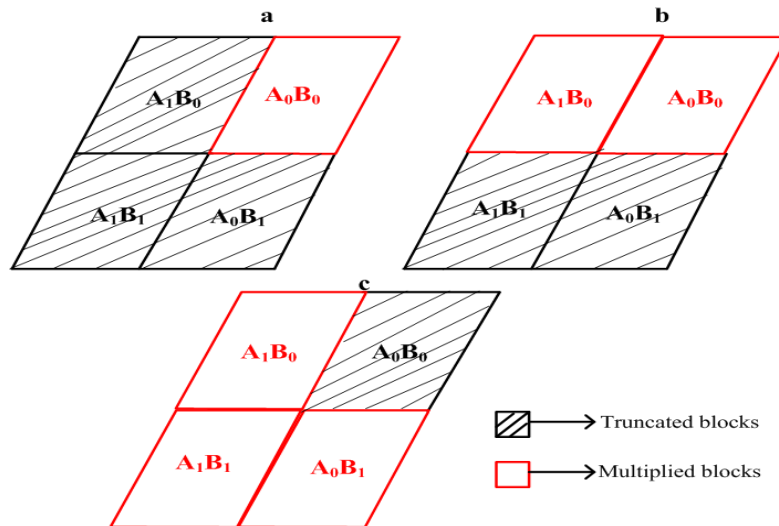 a
A₁B₀
A₀B₀
A₁B₁
A₀B₁
b
A₁B₀
A₀B₀
A₁B₁
A₀B₁
c
A₁B₀
A₀B₀
A₁B₁
A₀B₁
Truncated blocks
Multiplied blocks